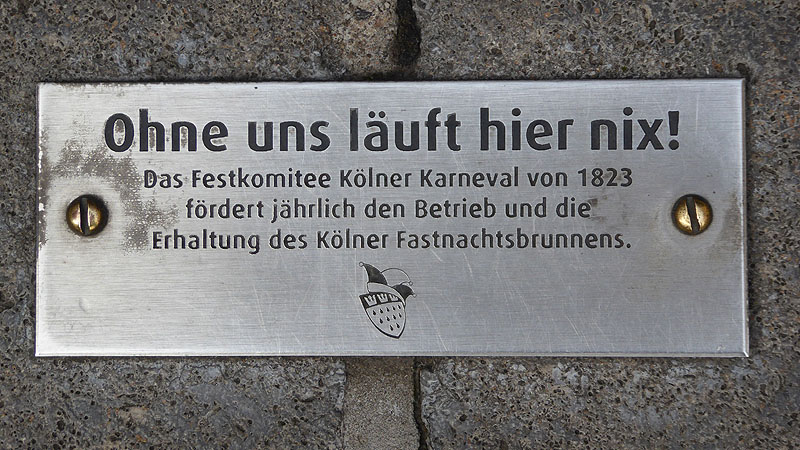 Ohne uns läuft hier nix!
Das Festkomitee Kölner Karneval von 1823
fördert jährlich den Betrieb und die
Erhaltung des Kölner Fastnachtsbrunnens.